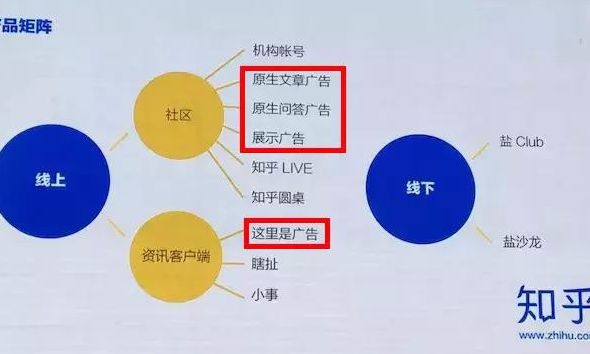 品矩阵
机构帐号
原生文章广告
社区
原生问答广告
展示广告
线上
知乎 LIVE
知乎圆桌
资讯客户端
这里是广告
瞎扯
小事
线下
盐 Club
盐沙龙
知乎
www.zhihu.co